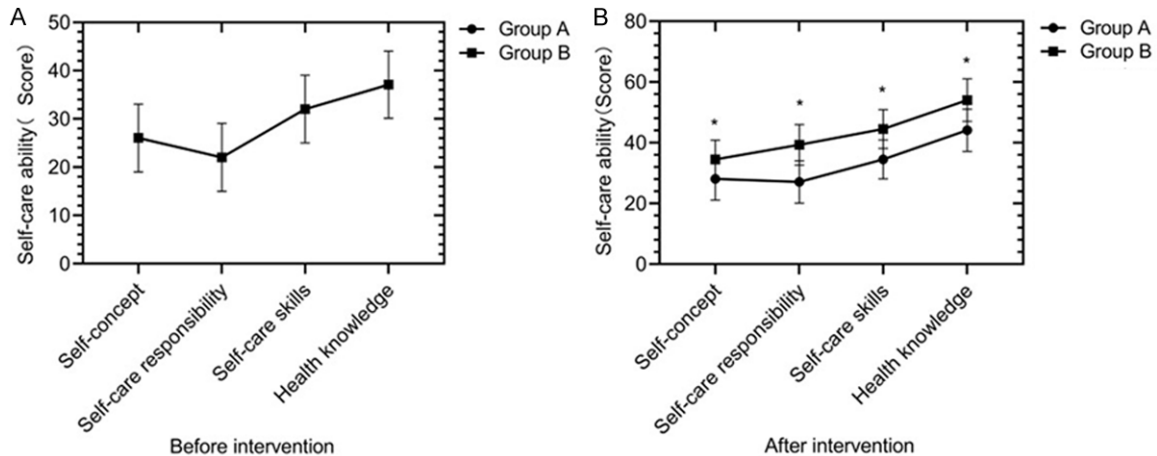 A
Self-care ability( Score)
50
40
30
20
10
0
Self-concept
Self-care responsibility
Self-care skills
Health knowledge
Before intervention
Group A
Group B
B
Self-care ability(Score)
80
60
40
20
0
*
*
*
*
Self-concept
Self-care responsibility
Self-care skills
Health knowledge
After intervention
Group A
Group B